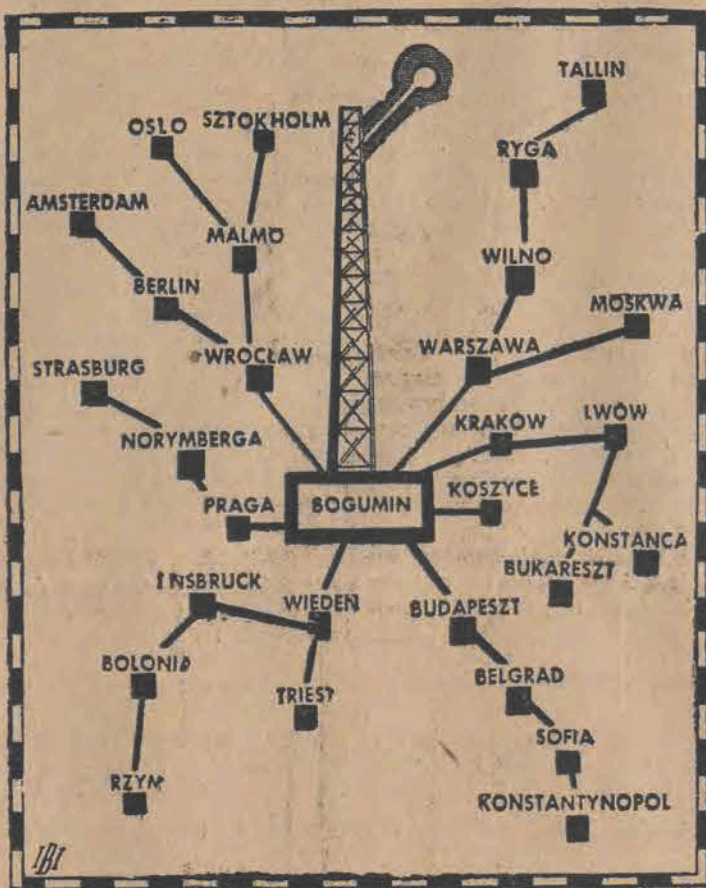 TALLIN
OSLO
SZTOKHOLM
RYGA
AMSTERDAM
MALMÖ
WILNO
BERLIN
MOSKWA
WROCŁAW
WARSZAWA
STRASBURG
KRAKÓW
LWÓW
NORYMBERGA
KOSZYCE
PRAGA
BOGUMIN
KONSTANCA
BUKARESZT
INSBRUCK
WIEDEŃ
BUDAPESZT
BOLONIA
TRIEST
BELGRAD
SOFIA
RZYM
KONSTANTYNOPOL
IBI